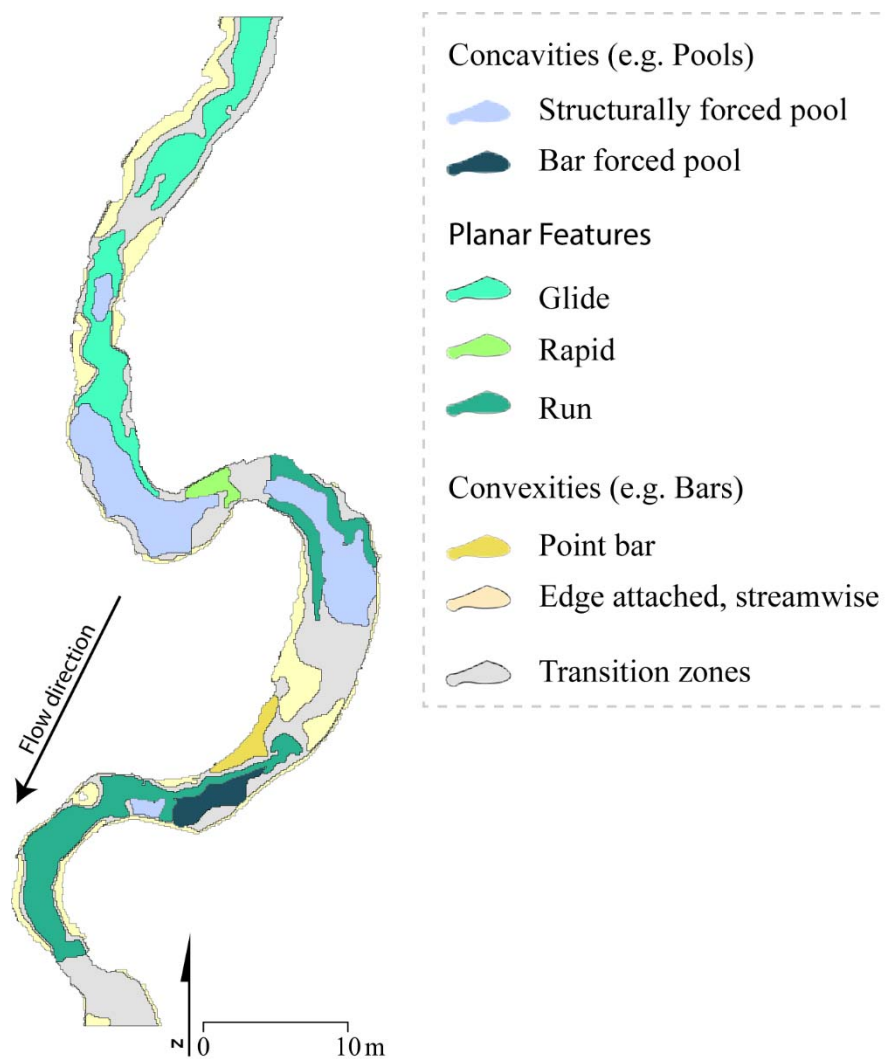 Concavities (e.g. Pools)
Structurally forced pool
Bar forced pool
Planar Features
Glide
Rapid
Run
Convexities (e.g. Bars)
Point bar
Edge attached, streamwise
Transition zones
Flow direction
N
0 10 m